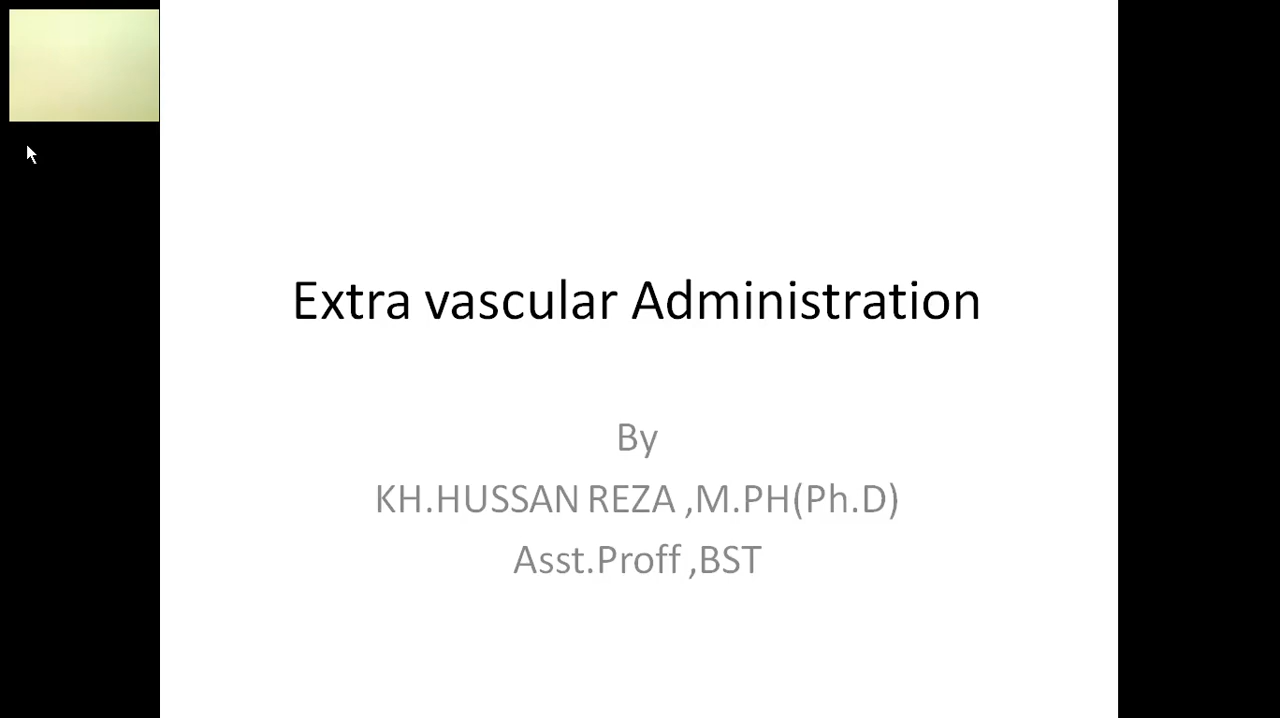 Extra vascular Administration
By
KH.HUSSAN REZA ,M.PH(Ph.D)
Asst.Proff ,BST